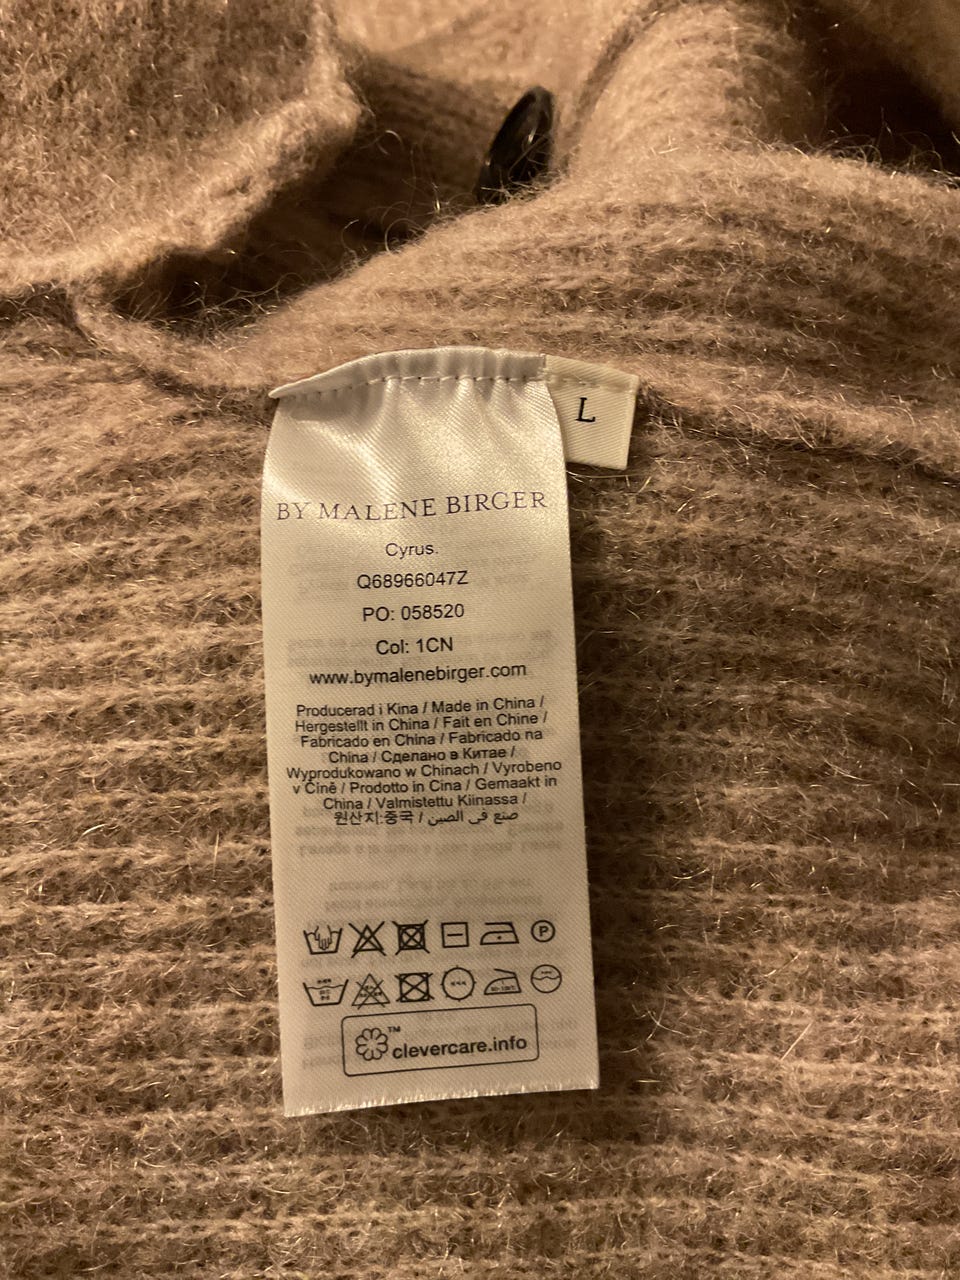 L
BY MALENE BIRGER
Cyrus.
Q68966047Z
PO: 058520
Col: 1CN
www.bymalenebirger.com
Producerad i Kina / Made in China /
Hergestellt in China / Fait en Chine /
Fabricado en China / Fabricado na
China / Сделано в Китае /
Wyprodukowano w Chinach / Vyrobeno
v Číně / Prodotto in Cina / Gemaakt in
China / Valmistettu Kiinassa /
원산지:중국 / صنع في الصين
P
™
clevercare.info